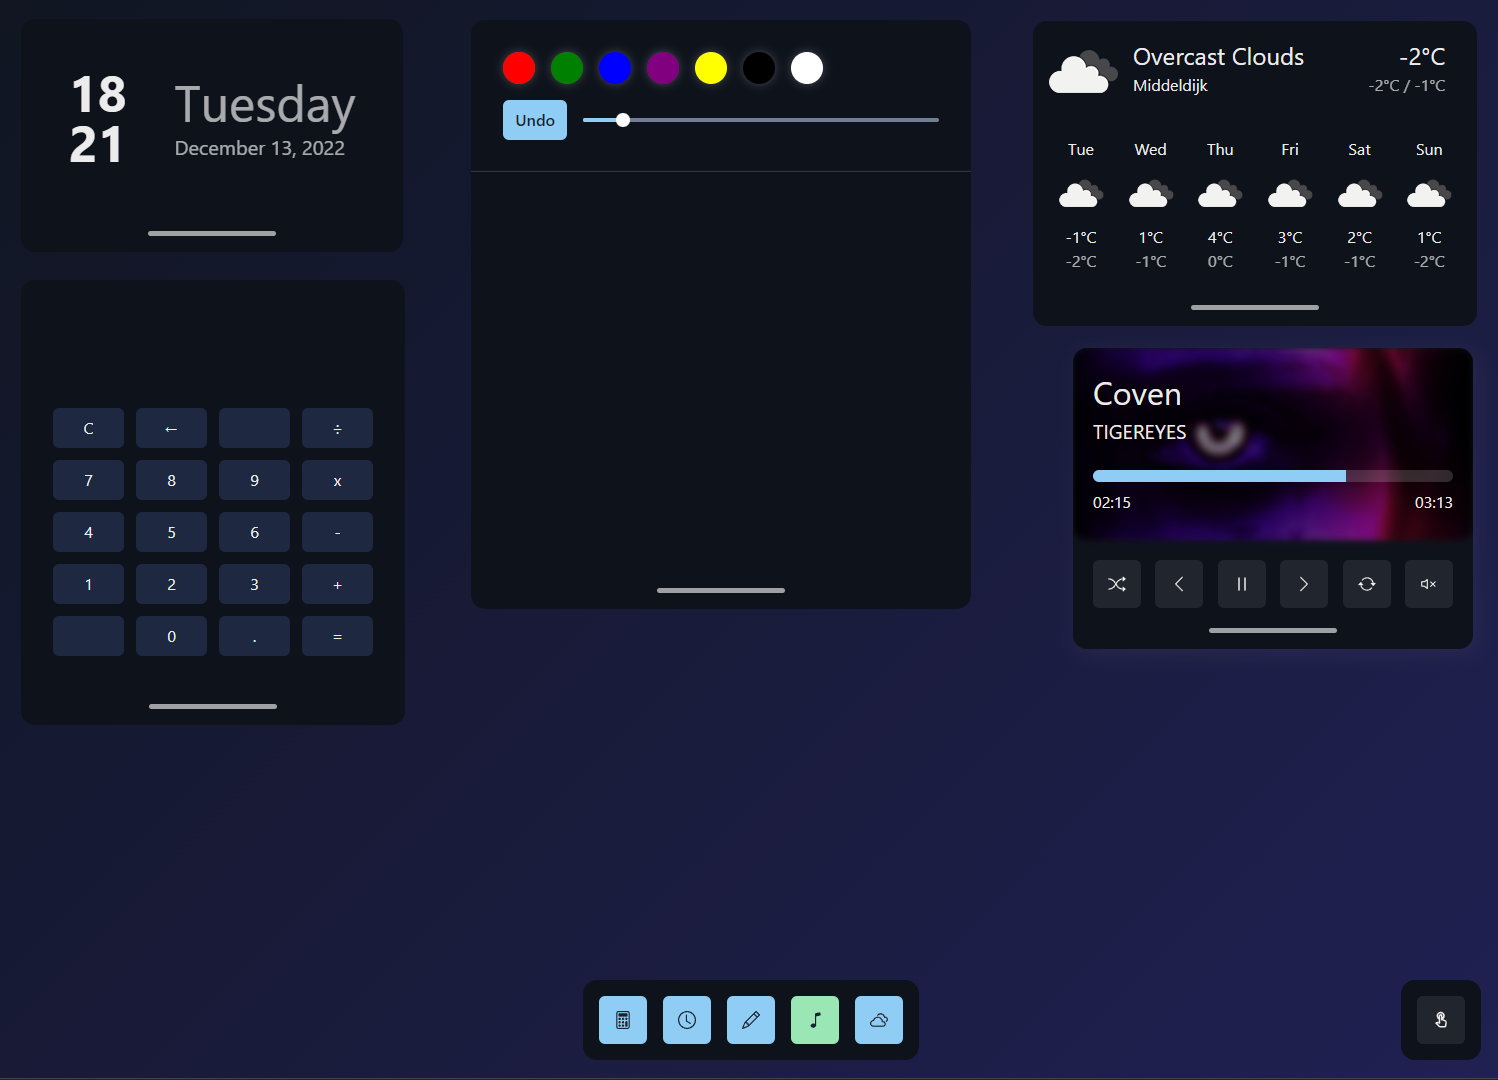 18
21
Tuesday
December 13, 2022
C ← ÷
7 8 9 x
4 5 6 -
1 2 3 +
0 . =
Undo
Overcast Clouds -2°C
Middeldijk -2°C / -1°C
Tue Wed Thu Fri Sat Sun
-1°C 1°C 4°C 3°C 2°C 1°C
-2°C -1°C 0°C -1°C -1°C -2°C
Coven
TIGEREYES
02:15 03:13